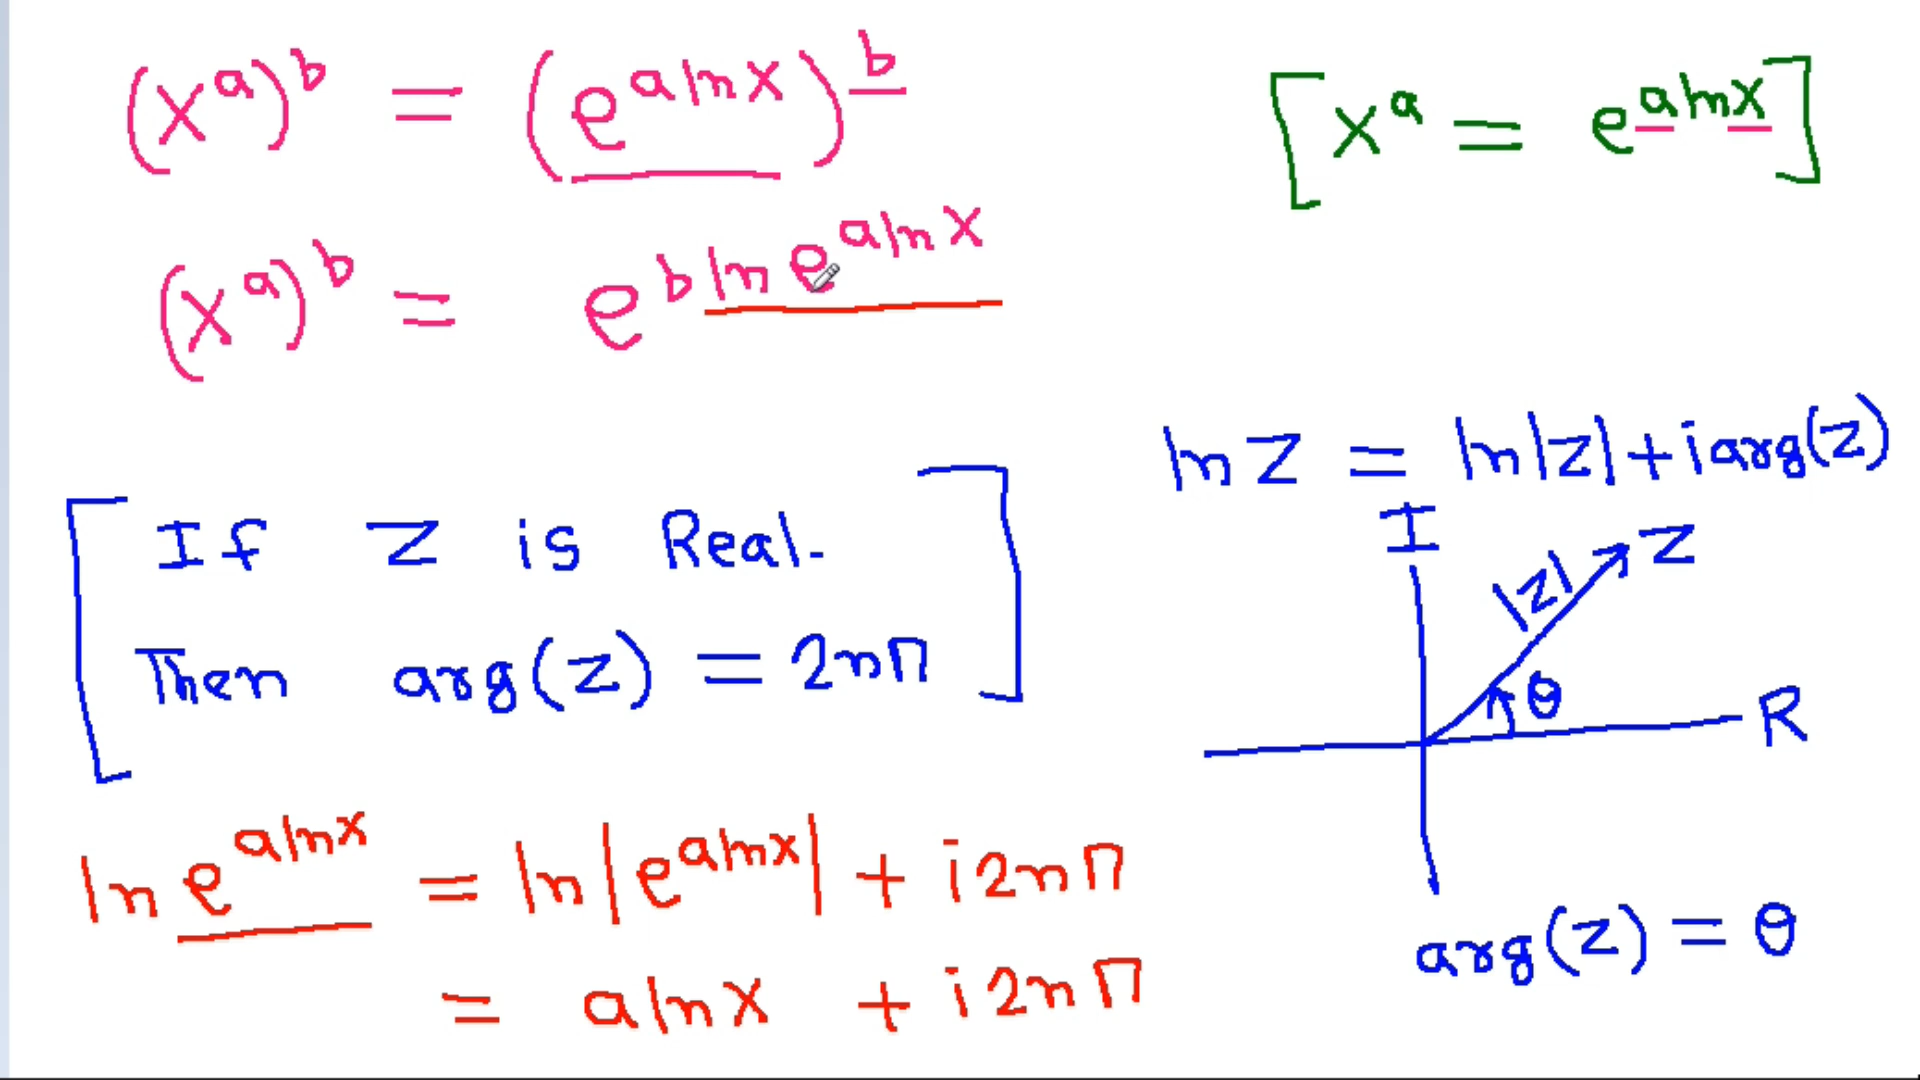 (x^a)^b = (e^{a ln x})^b
[x^a = e^{a ln x}]
(x^a)^b = e^{b ln e^{a ln x}}
ln z = ln|z| + i arg(z)
I
z
|z|
θ
R
If z is Real.
Then arg(z) = 2nπ
ln e^{a ln x} = ln|e^{a ln x}| + i2nπ
arg(z) = θ
= a ln x + i2nπ